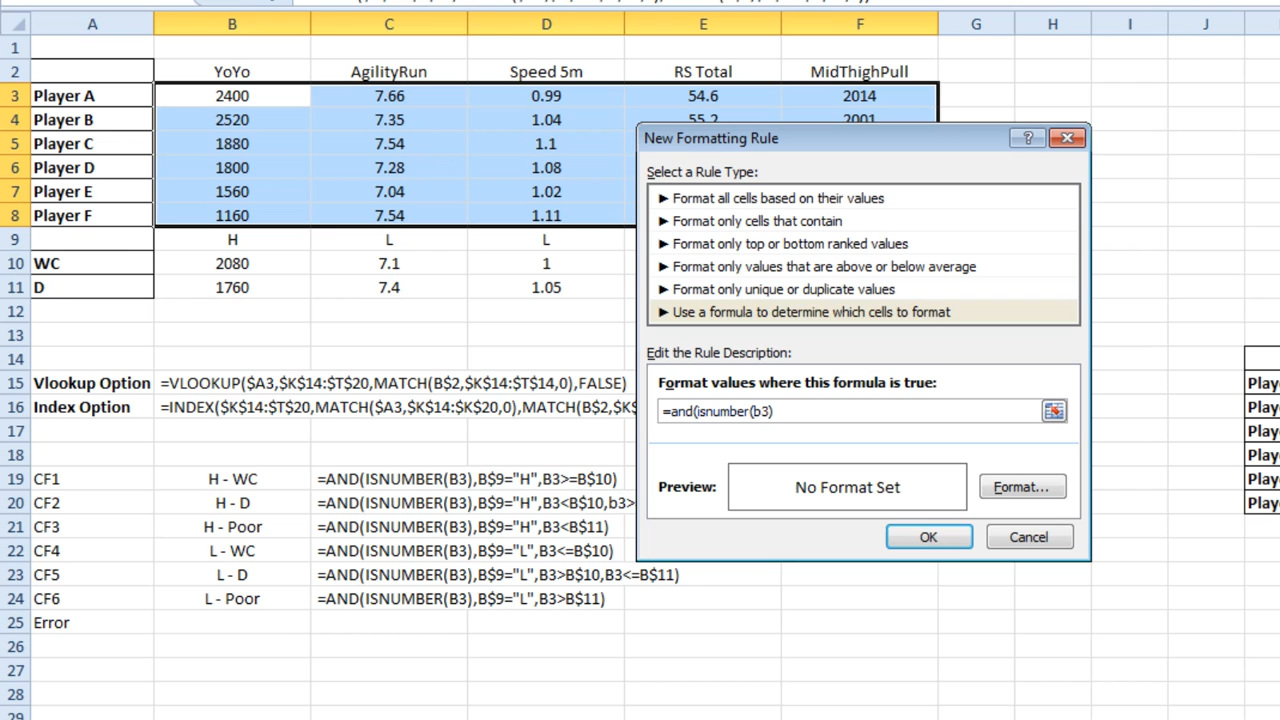 A B C D E F G H I J
1
2 YoYo AgilityRun Speed 5m RS Total MidThighPull
3 Player A 2400 7.66 0.99 54.6 2014
4 Player B 2520 7.35 1.04 55.2 2001
5 Player C 1880 7.54 1.1
6 Player D 1800 7.28 1.08
7 Player E 1560 7.04 1.02
8 Player F 1160 7.54 1.11
9 H L L
10 WC 2080 7.1 1
11 D 1760 7.4 1.05
12
13
14
15 Vlookup Option =VLOOKUP($A3,$K$14:$T$20,MATCH(B$2,$K$14:$T$14,0),FALSE) Play
16 Index Option =INDEX($K$14:$T$20,MATCH($A3,$K$14:$K$20,0),MATCH(B$2,$K$ Play
17 Play
18 Play
19 CF1 H - WC =AND(ISNUMBER(B3),B$9="H",B3>=B$10) Play
20 CF2 H - D =AND(ISNUMBER(B3),B$9="H",B3<B$10,b3> Play
21 CF3 H - Poor =AND(ISNUMBER(B3),B$9="H",B3<B$11)
22 CF4 L - WC =AND(ISNUMBER(B3),B$9="L",B3<=B$10)
23 CF5 L - D =AND(ISNUMBER(B3),B$9="L",B3>B$10,B3<=B$11)
24 CF6 L - Poor =AND(ISNUMBER(B3),B$9="L",B3>B$11)
25 Error
26
27
28
29
New Formatting Rule
Select a Rule Type:
► Format all cells based on their values
► Format only cells that contain
► Format only top or bottom ranked values
► Format only values that are above or below average
► Format only unique or duplicate values
► Use a formula to determine which cells to format
Edit the Rule Description:
Format values where this formula is true:
=and(isnumber(b3)
Preview: No Format Set Format...
OK Cancel